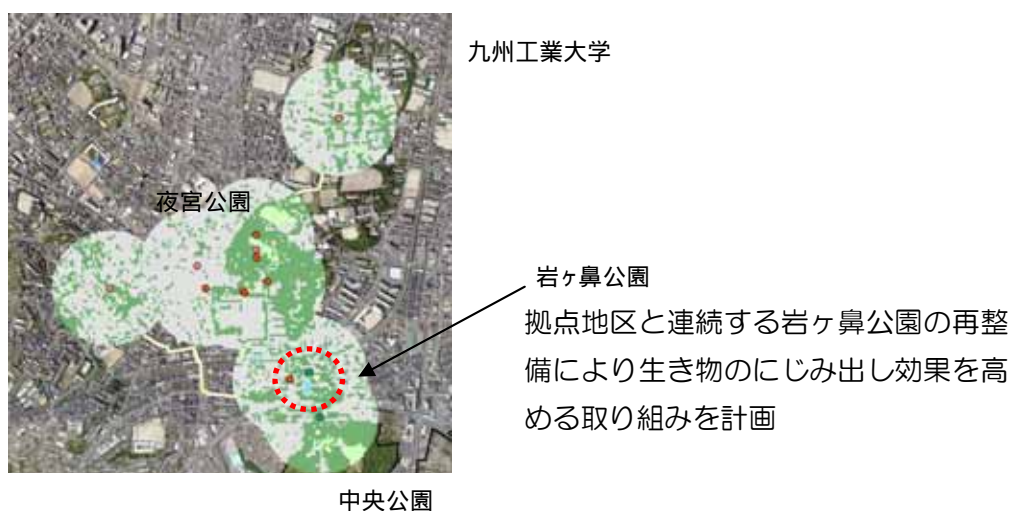 九州工業大学
夜宮公園
岩ヶ鼻公園
拠点地区と連続する岩ヶ鼻公園の再整
備により生き物のにじみ出し効果を高
める取り組みを計画
中央公園